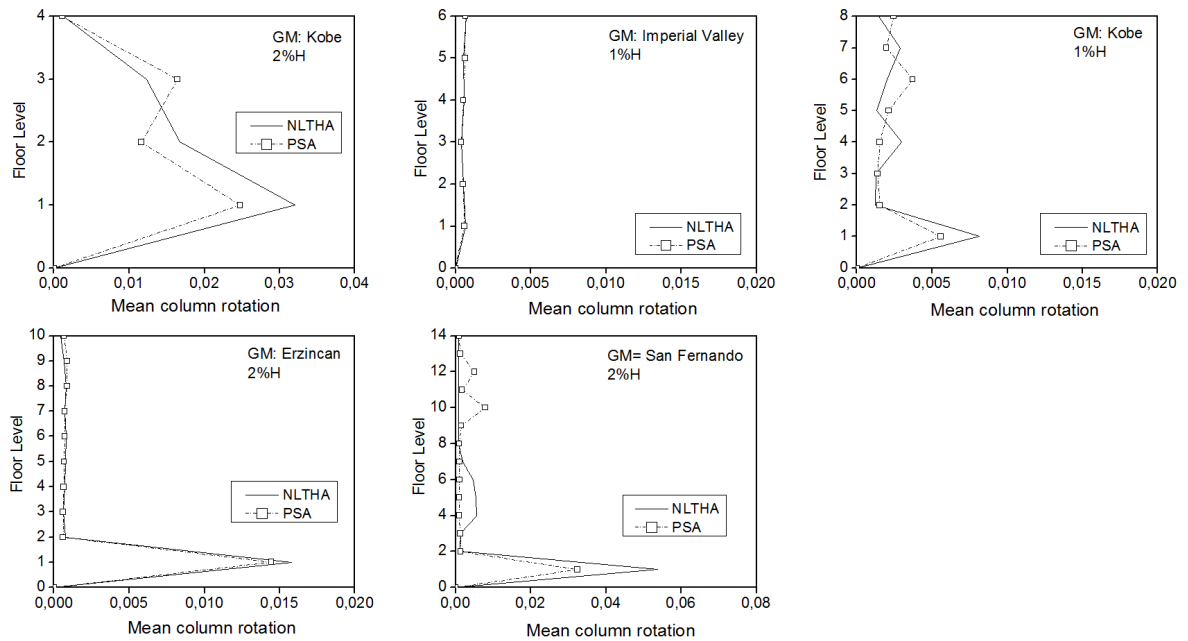 GM: Kobe
2%H
NLTHA
PSA
Floor Level
4
3
2
1
0
0,00 0,01 0,02 0,03 0,04
Mean column rotation
GM: Imperial Valley
1%H
NLTHA
PSA
Floor Level
6
5
4
3
2
1
0
0,000 0,005 0,010 0,015 0,020
Mean column rotation
GM: Kobe
1%H
NLTHA
PSA
Floor Level
8
7
6
5
4
3
2
1
0
0,000 0,005 0,010 0,015 0,020
Mean column rotation
GM: Erzincan
2%H
NLTHA
PSA
Floor Level
10
9
8
7
6
5
4
3
2
1
0
0,000 0,005 0,010 0,015 0,020
Mean column rotation
GM= San Fernando
2%H
NLTHA
PSA
Floor Level
14
12
10
8
6
4
2
0
0,00 0,02 0,04 0,06 0,08
Mean column rotation